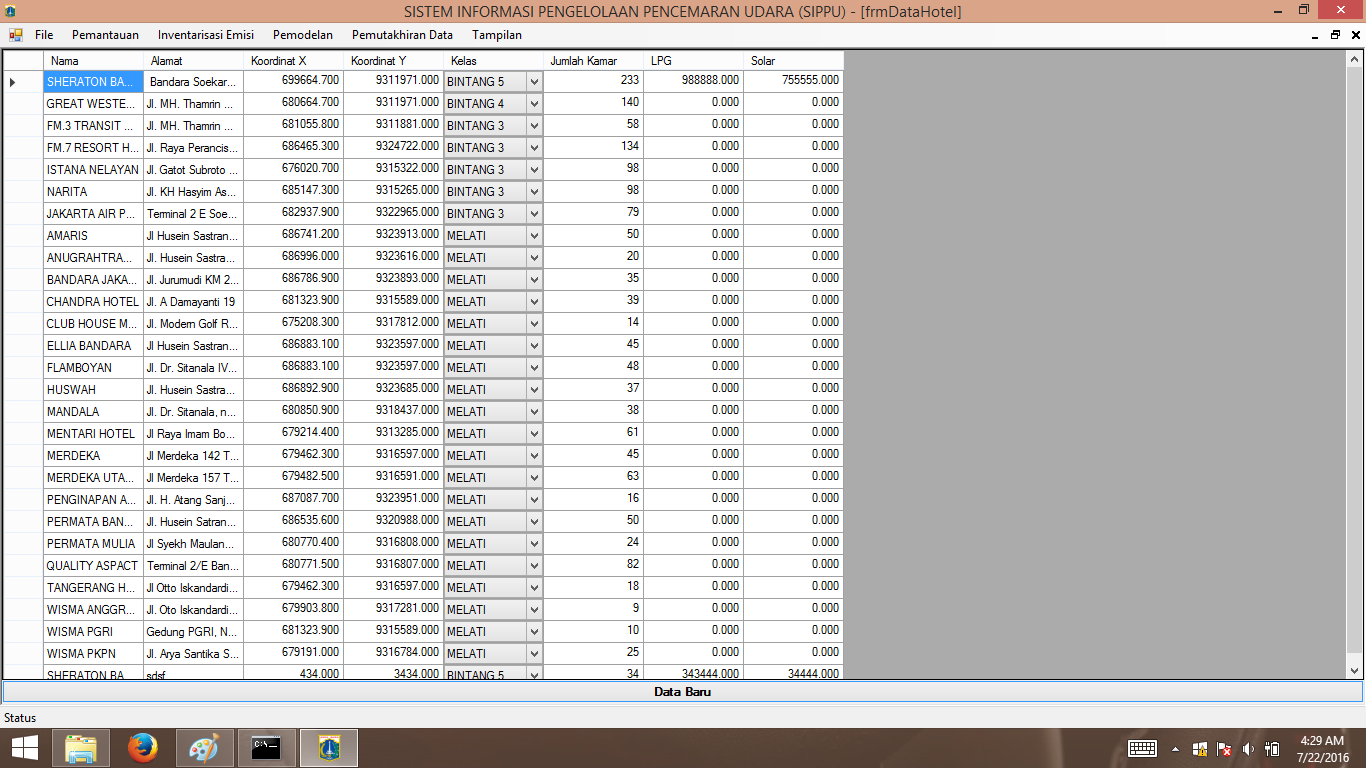 SISTEM INFORMASI PENGELOLAAN PENCEMARAN UDARA (SIPPU) - [frmDataHotel]
File Pemantauan Inventarisasi Emisi Pemodelan Pemutakhiran Data Tampilan
Nama Alamat Koordinat X Koordinat Y Kelas Jumlah Kamar LPG Solar
SHERATON BA... Bandara Soekar... 699664.700 9311971.000 BINTANG 5 233 988888.000 755555.000
GREAT WESTE... Jl. MH. Thamrin ... 680664.700 9311971.000 BINTANG 4 140 0.000 0.000
FM.3 TRANSIT ... Jl. MH. Thamrin ... 681055.800 9311881.000 BINTANG 3 58 0.000 0.000
FM.7 RESORT H... Jl. Raya Perancis... 686465.300 9324722.000 BINTANG 3 134 0.000 0.000
ISTANA NELAYAN Jl. Gatot Subroto ... 676020.700 9315322.000 BINTANG 3 98 0.000 0.000
NARITA Jl. KH Hasyim As... 685147.300 9315265.000 BINTANG 3 98 0.000 0.000
JAKARTA AIR P... Terminal 2 E Soe... 682937.900 9322965.000 BINTANG 3 79 0.000 0.000
AMARIS Jl Husein Sastran... 686741.200 9323913.000 MELATI 50 0.000 0.000
ANUGRAHTRA... Jl. Husein Sastra... 686996.000 9323616.000 MELATI 20 0.000 0.000
BANDARA JAKA... Jl. Jurumudi KM 2... 686786.900 9323893.000 MELATI 35 0.000 0.000
CHANDRA HOTEL Jl. A Damayanti 19 681323.900 9315589.000 MELATI 39 0.000 0.000
CLUB HOUSE M... Jl. Modern Golf R... 675208.300 9317812.000 MELATI 14 0.000 0.000
ELLIA BANDARA Jl Husein Sastran... 686883.100 9323597.000 MELATI 45 0.000 0.000
FLAMBOYAN Jl. Dr. Sitanala IV... 686883.100 9323597.000 MELATI 48 0.000 0.000
HUSWAH Jl. Husein Sastra... 686892.900 9323685.000 MELATI 37 0.000 0.000
MANDALA Jl. Dr. Sitanala, n... 680850.900 9318437.000 MELATI 38 0.000 0.000
MENTARI HOTEL Jl Raya Imam Bo... 679214.400 9313285.000 MELATI 61 0.000 0.000
MERDEKA Jl Merdeka 142 T... 679462.300 9316597.000 MELATI 45 0.000 0.000
MERDEKA UTA... Jl Merdeka 157 T... 679482.500 9316591.000 MELATI 63 0.000 0.000
PENGINAPAN A... Jl. H. Atang Sanj... 687087.700 9323951.000 MELATI 16 0.000 0.000
PERMATA BAN... Jl. Husein Satran... 686535.600 9320988.000 MELATI 50 0.000 0.000
PERMATA MULIA Jl Syekh Maulan... 680770.400 9316808.000 MELATI 24 0.000 0.000
QUALITY ASPACT Terminal 2/E Ban... 680771.500 9316807.000 MELATI 82 0.000 0.000
TANGERANG H... Jl Otto Iskandardi... 679462.300 9316597.000 MELATI 18 0.000 0.000
WISMA ANGGR... Jl. Oto Iskandardi... 679903.800 9317281.000 MELATI 9 0.000 0.000
WISMA PGRI Gedung PGRI, N... 681323.900 9315589.000 MELATI 10 0.000 0.000
WISMA PKPN Jl. Arya Santika S... 679191.000 9316784.000 MELATI 25 0.000 0.000
SHERATON BA... sdsf 434.000 3434.000 BINTANG 5 34 343444.000 34444.000
Data Baru
Status
4:29 AM
7/22/2016